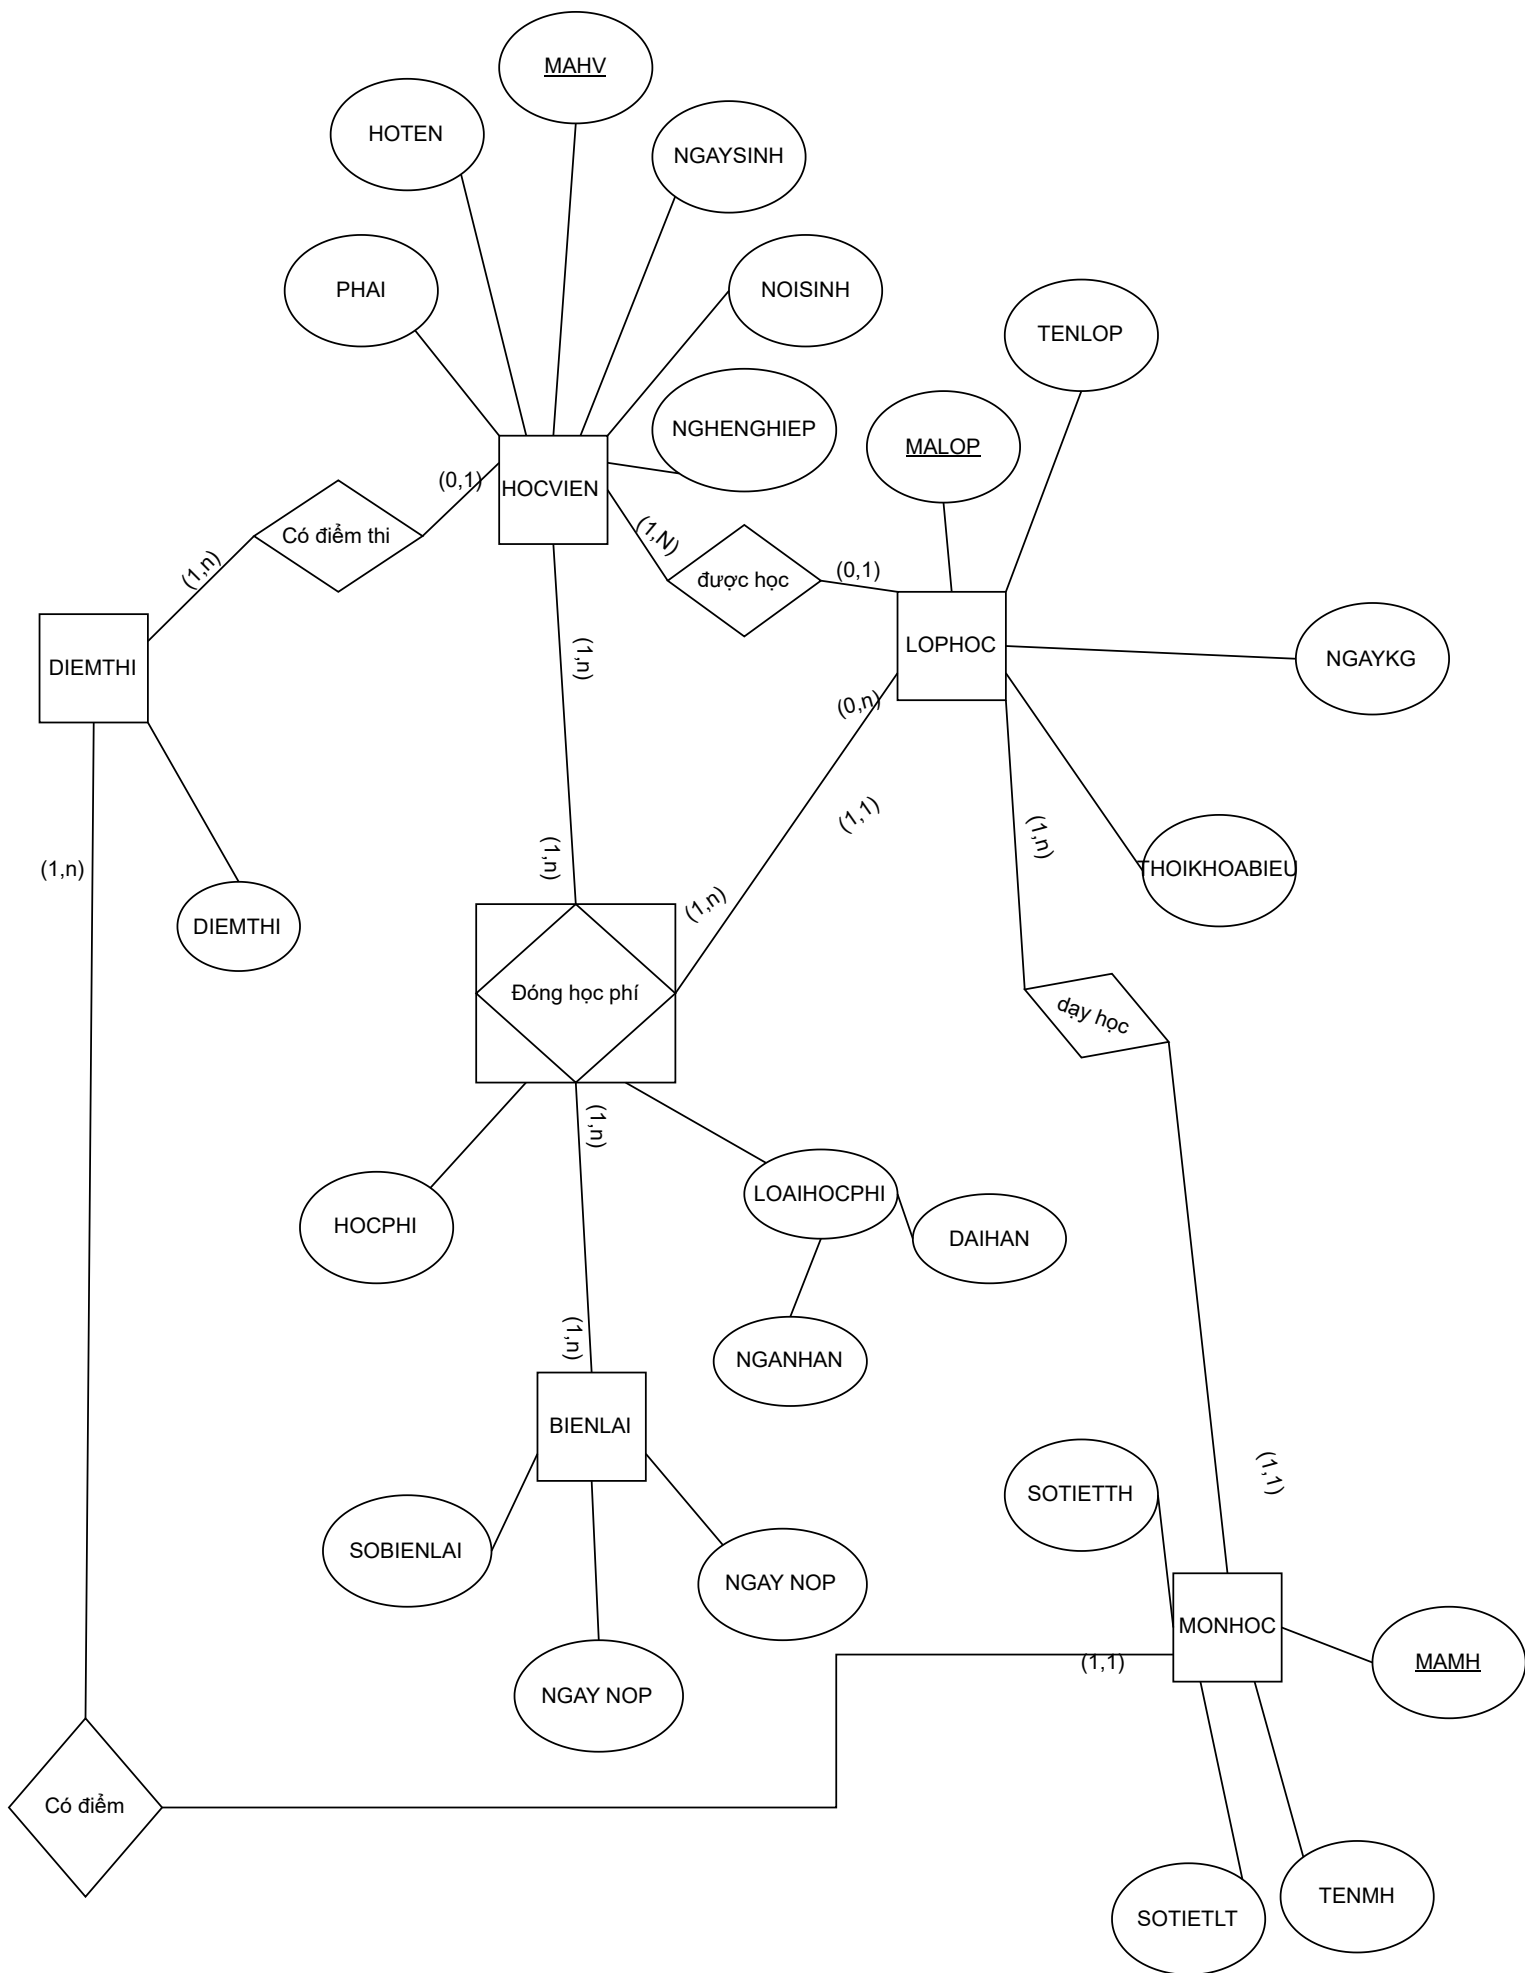 MAHV
HOTEN
NGAYSINH
PHAI
NOISINH
TENLOP
NGHENGHIEP
MALOP
(0,1)
HOCVIEN
Có điểm thi
(1,N)
(1,n)
được học
(0,1)
DIEMTHI
(1,n)
LOPHOC
NGAYKG
(0,n)
(1,1)
(1,n)
(1,n)
(1,n)
THOIKHOABIEU
(1,n)
DIEMTHI
Đóng học phí
dạy học
(1,n)
LOAIHOCPHI
HOCPHI
DAIHAN
(1,n)
NGANHAN
BIENLAI
(1,1)
SOTIETTH
SOBIENLAI
NGAY NOP
MONHOC
(1,1)
MAMH
NGAY NOP
Có điểm
TENMH
SOTIETLT